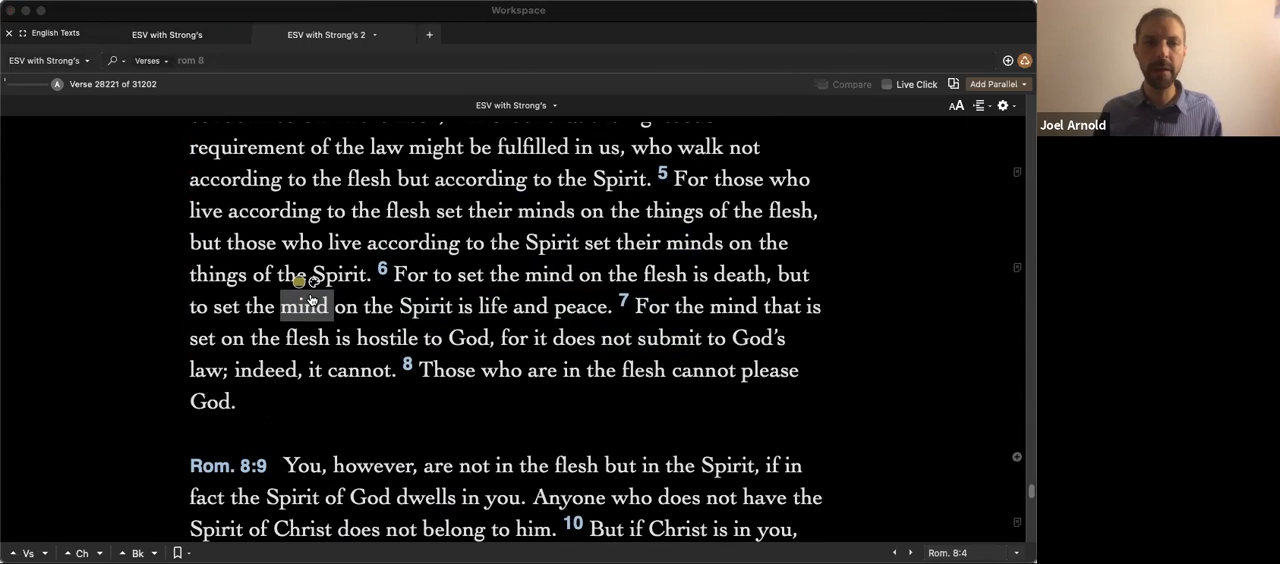 Workspace
English Texts
ESV with Strong's
ESV with Strong's 2
ESV with Strong's
Verses
rom 8
Verse 28221 of 31202
Compare
Live Click
Add Parallel
ESV with Strong's
AA
requirement of the law might be fulfilled in us, who walk not
according to the flesh but according to the Spirit. 5 For those who
live according to the flesh set their minds on the things of the flesh,
but those who live according to the Spirit set their minds on the
things of the Spirit. 6 For to set the mind on the flesh is death, but
to set the mind on the Spirit is life and peace. 7 For the mind that is
set on the flesh is hostile to God, for it does not submit to God's
law; indeed, it cannot. 8 Those who are in the flesh cannot please
God.
Rom. 8:9 You, however, are not in the flesh but in the Spirit, if in
fact the Spirit of God dwells in you. Anyone who does not have the
Spirit of Christ does not belong to him. 10 But if Christ is in you,
Vs
Ch
Bk
Rom. 8:4
Joel Arnold